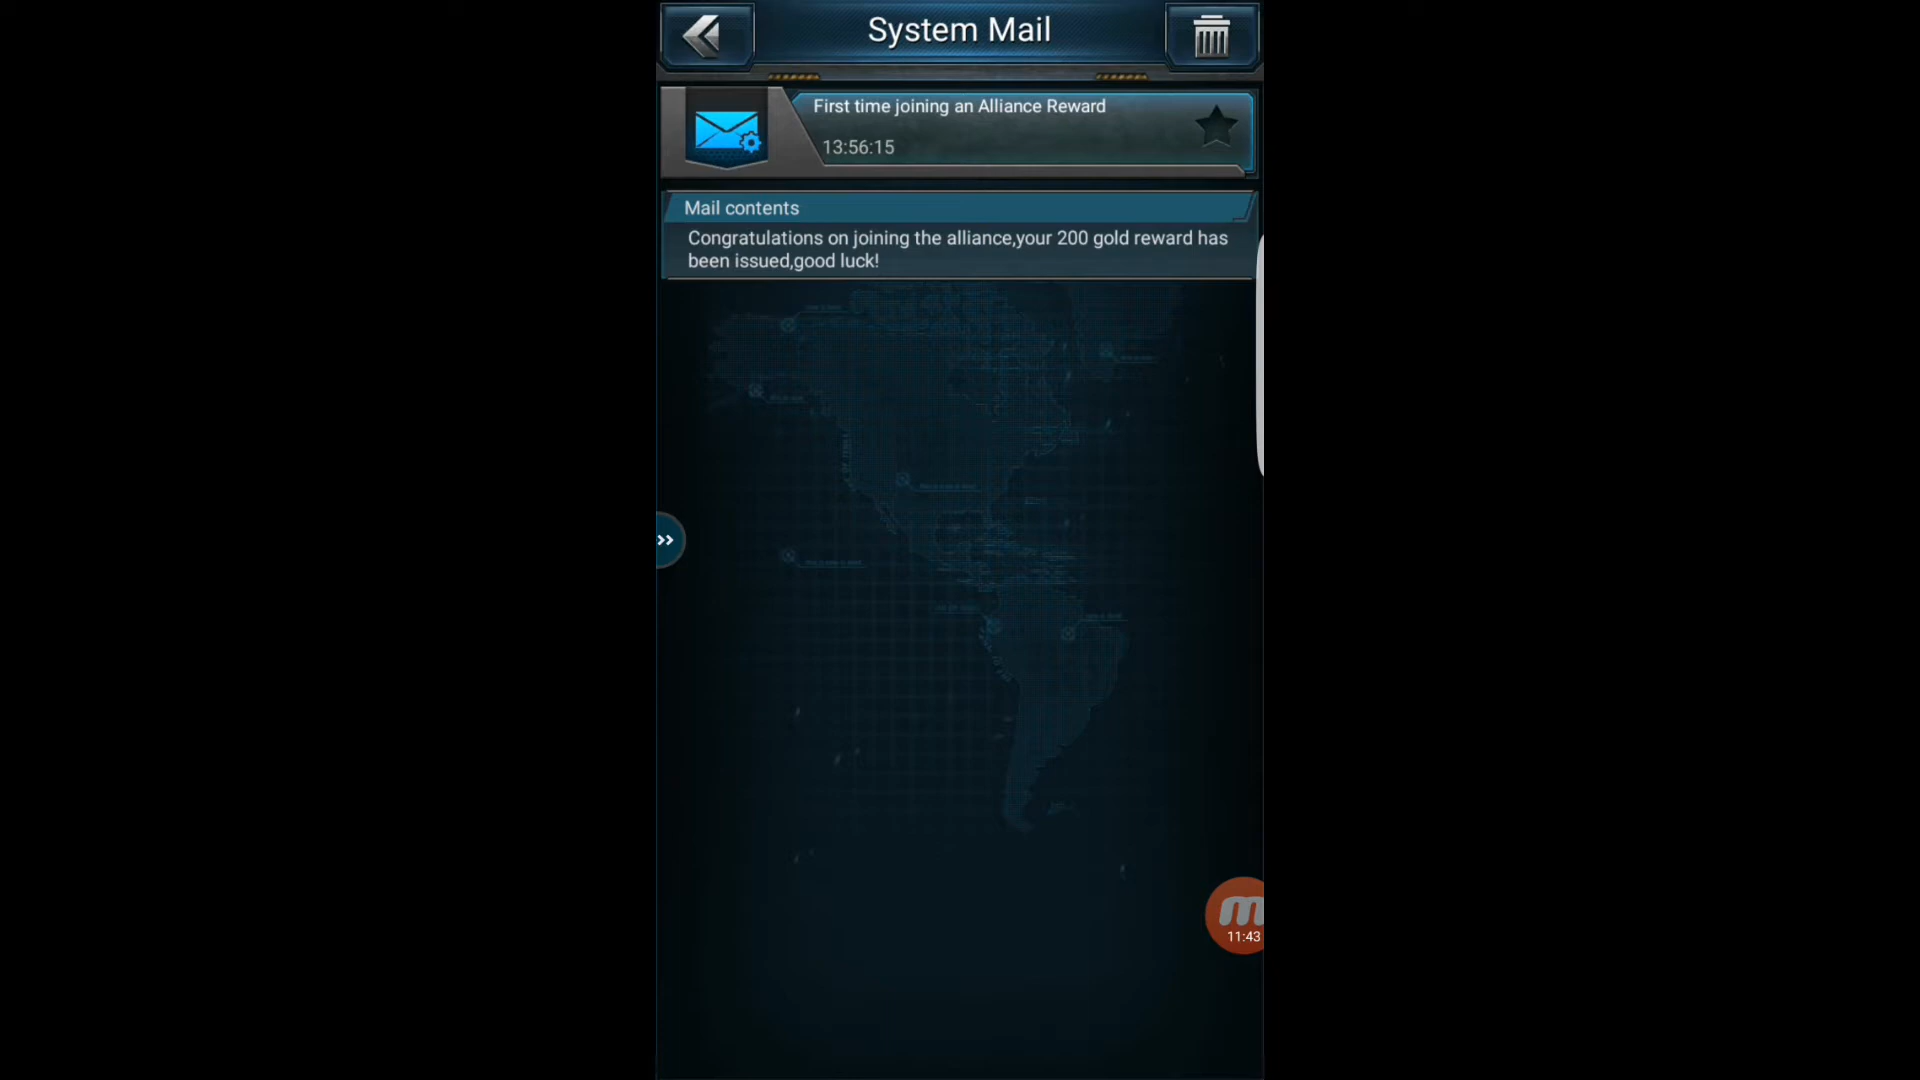 System Mail
First time joining an Alliance Reward
13:56:15
Mail contents
Congratulations on joining the alliance,your 200 gold reward has
been issued,good luck!
11:43